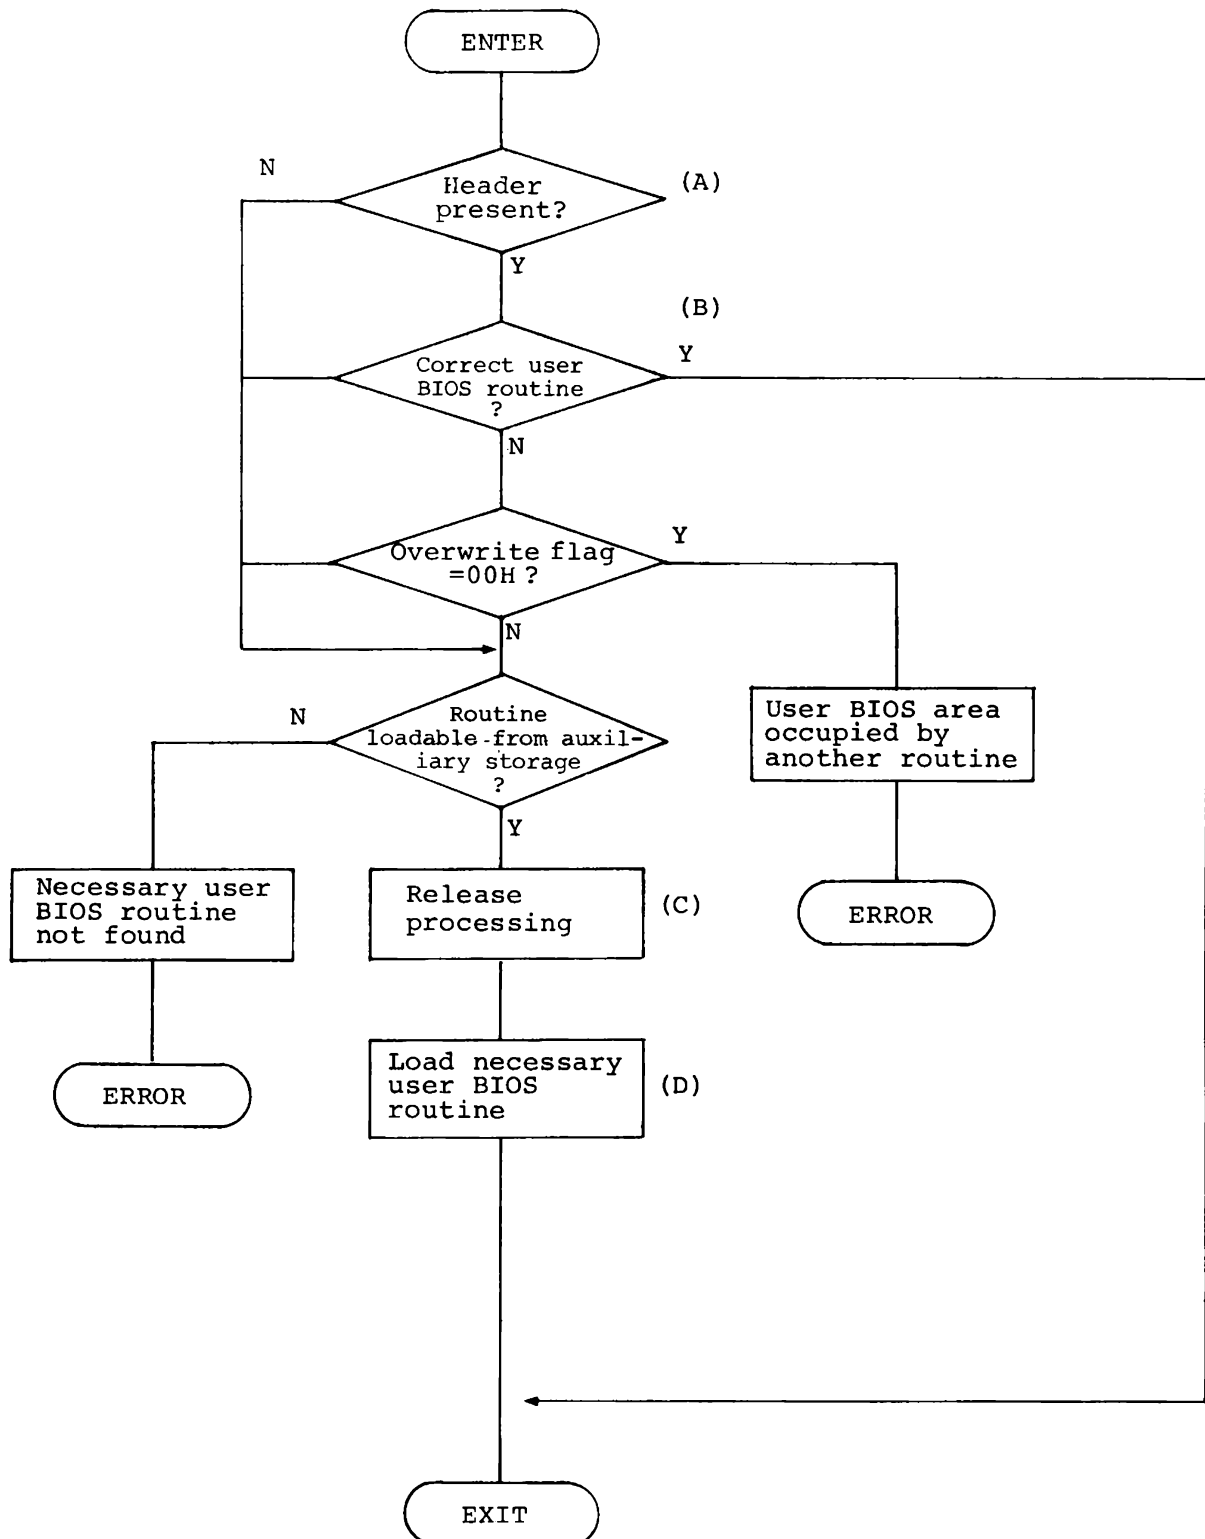 ENTER
N
Header
present?
(A)
Y
(B)
Correct user
BIOS routine
?
Y
N
Overwrite flag
=00H ?
Y
N
N
Routine
loadable from auxil-
iary storage
?
User BIOS area
occupied by
another routine
Y
Necessary user
BIOS routine
not found
Release
processing
(C)
ERROR
Load necessary
user BIOS
routine
(D)
ERROR
EXIT